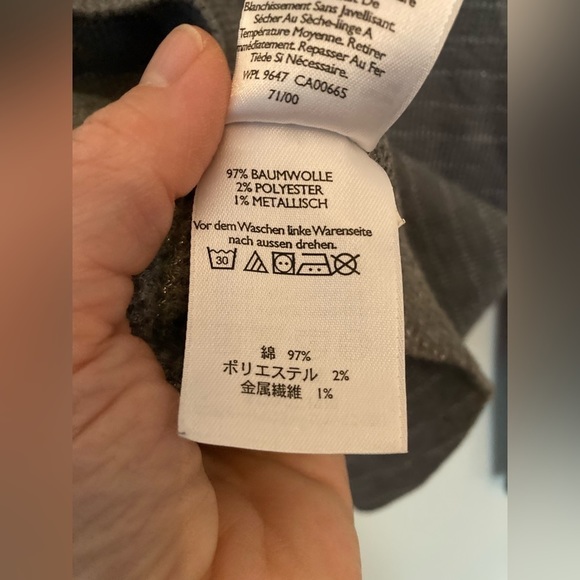 De
Blanchissement Sans Javellisant.
Sécher Au Sèche-linge A
Température Moyenne. Retirer
Immédiatement. Repasser Au Fer
Tiède Si Nécessaire.
WPL 9647 CA00665
71/00
97% BAUMWOLLE
2% POLYESTER
1% METALLISCH
Vor dem Waschen linke Warenseite
nach aussen drehen.
30
綿 97%
ポリエステル 2%
金属繊維 1%